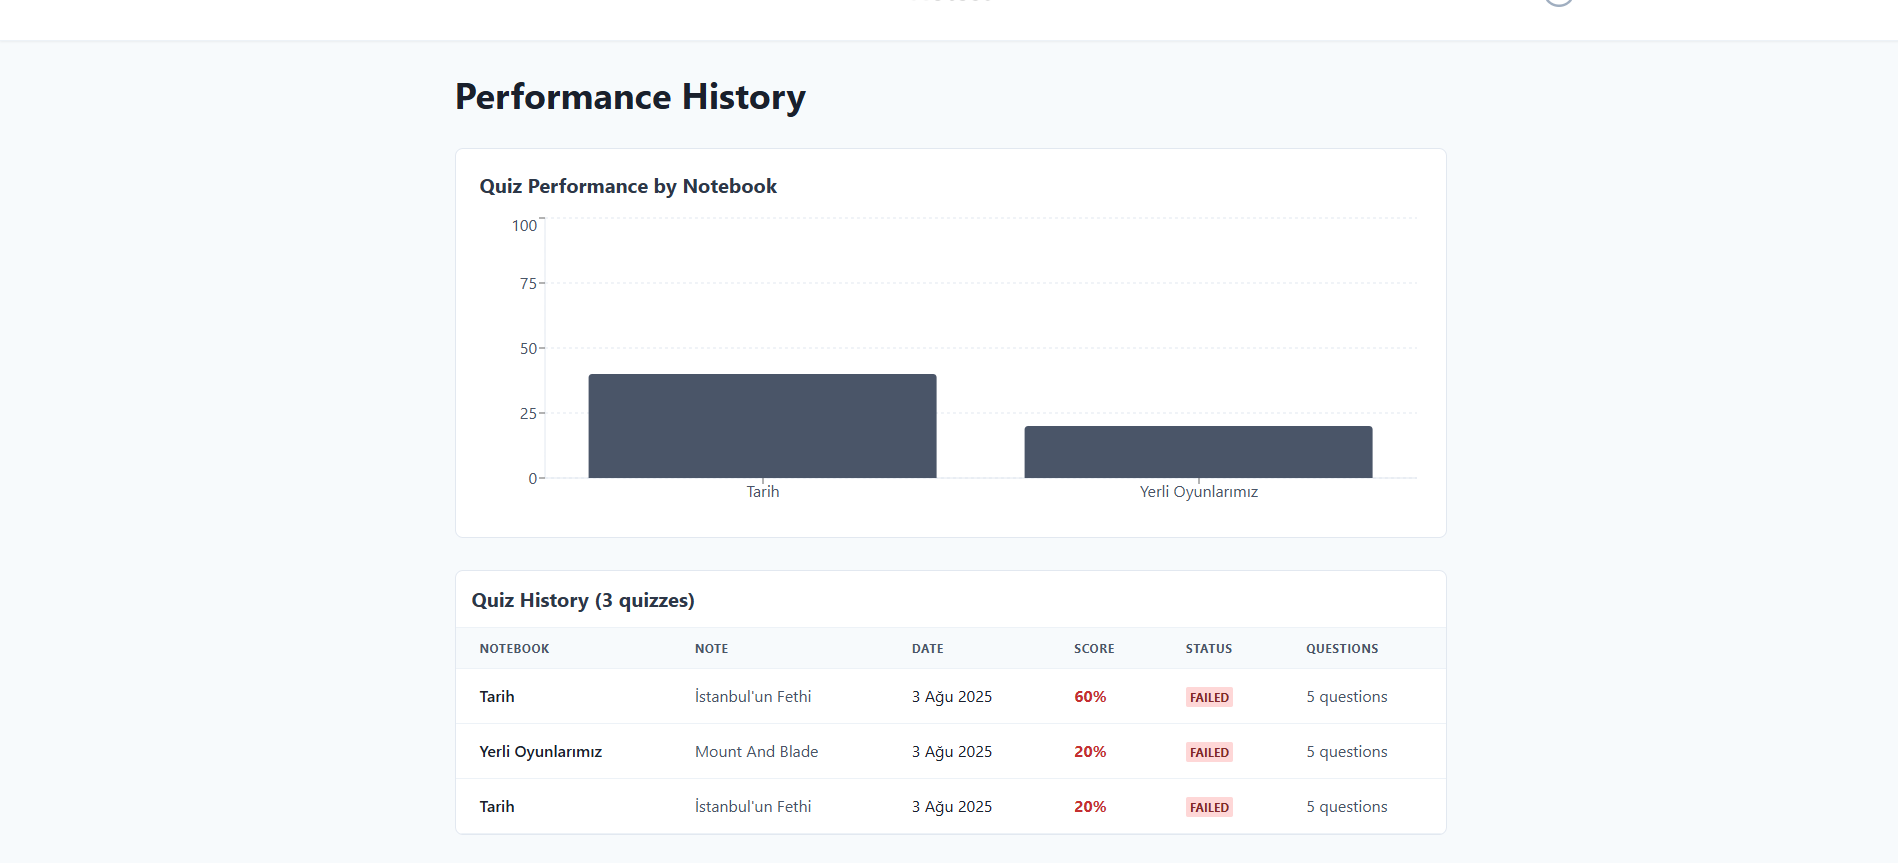 Performance History
Quiz Performance by Notebook
100
75
50
25
0
Tarih Yerli Oyunlarımız
Quiz History (3 quizzes)
NOTEBOOK NOTE DATE SCORE STATUS QUESTIONS
Tarih İstanbul'un Fethi 3 Ağu 2025 60% FAILED 5 questions
Yerli Oyunlarımız Mount And Blade 3 Ağu 2025 20% FAILED 5 questions
Tarih İstanbul'un Fethi 3 Ağu 2025 20% FAILED 5 questions